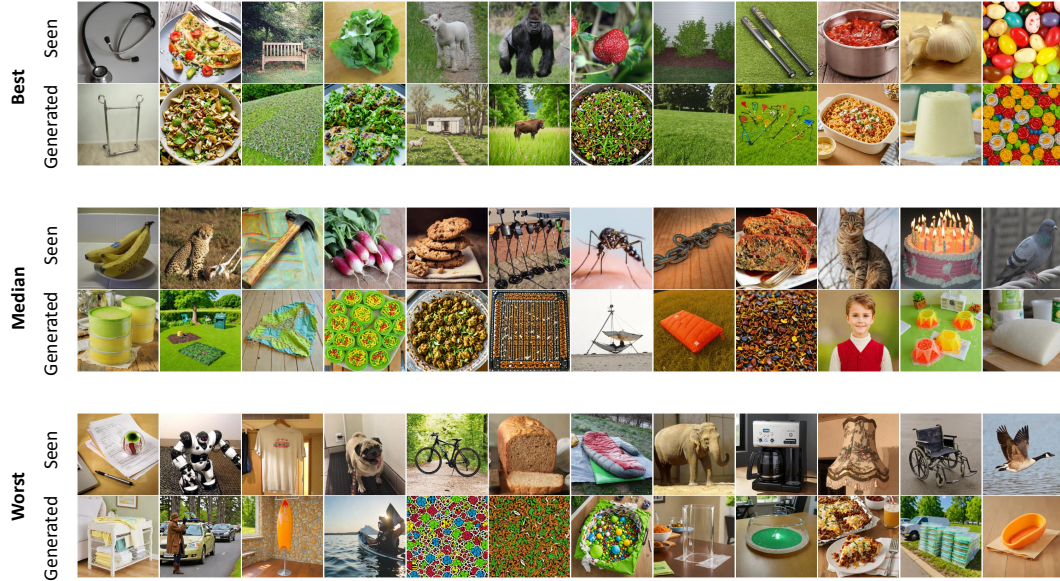 Best
Seen
Generated
Median
Seen
Generated
Worst
Seen
Generated